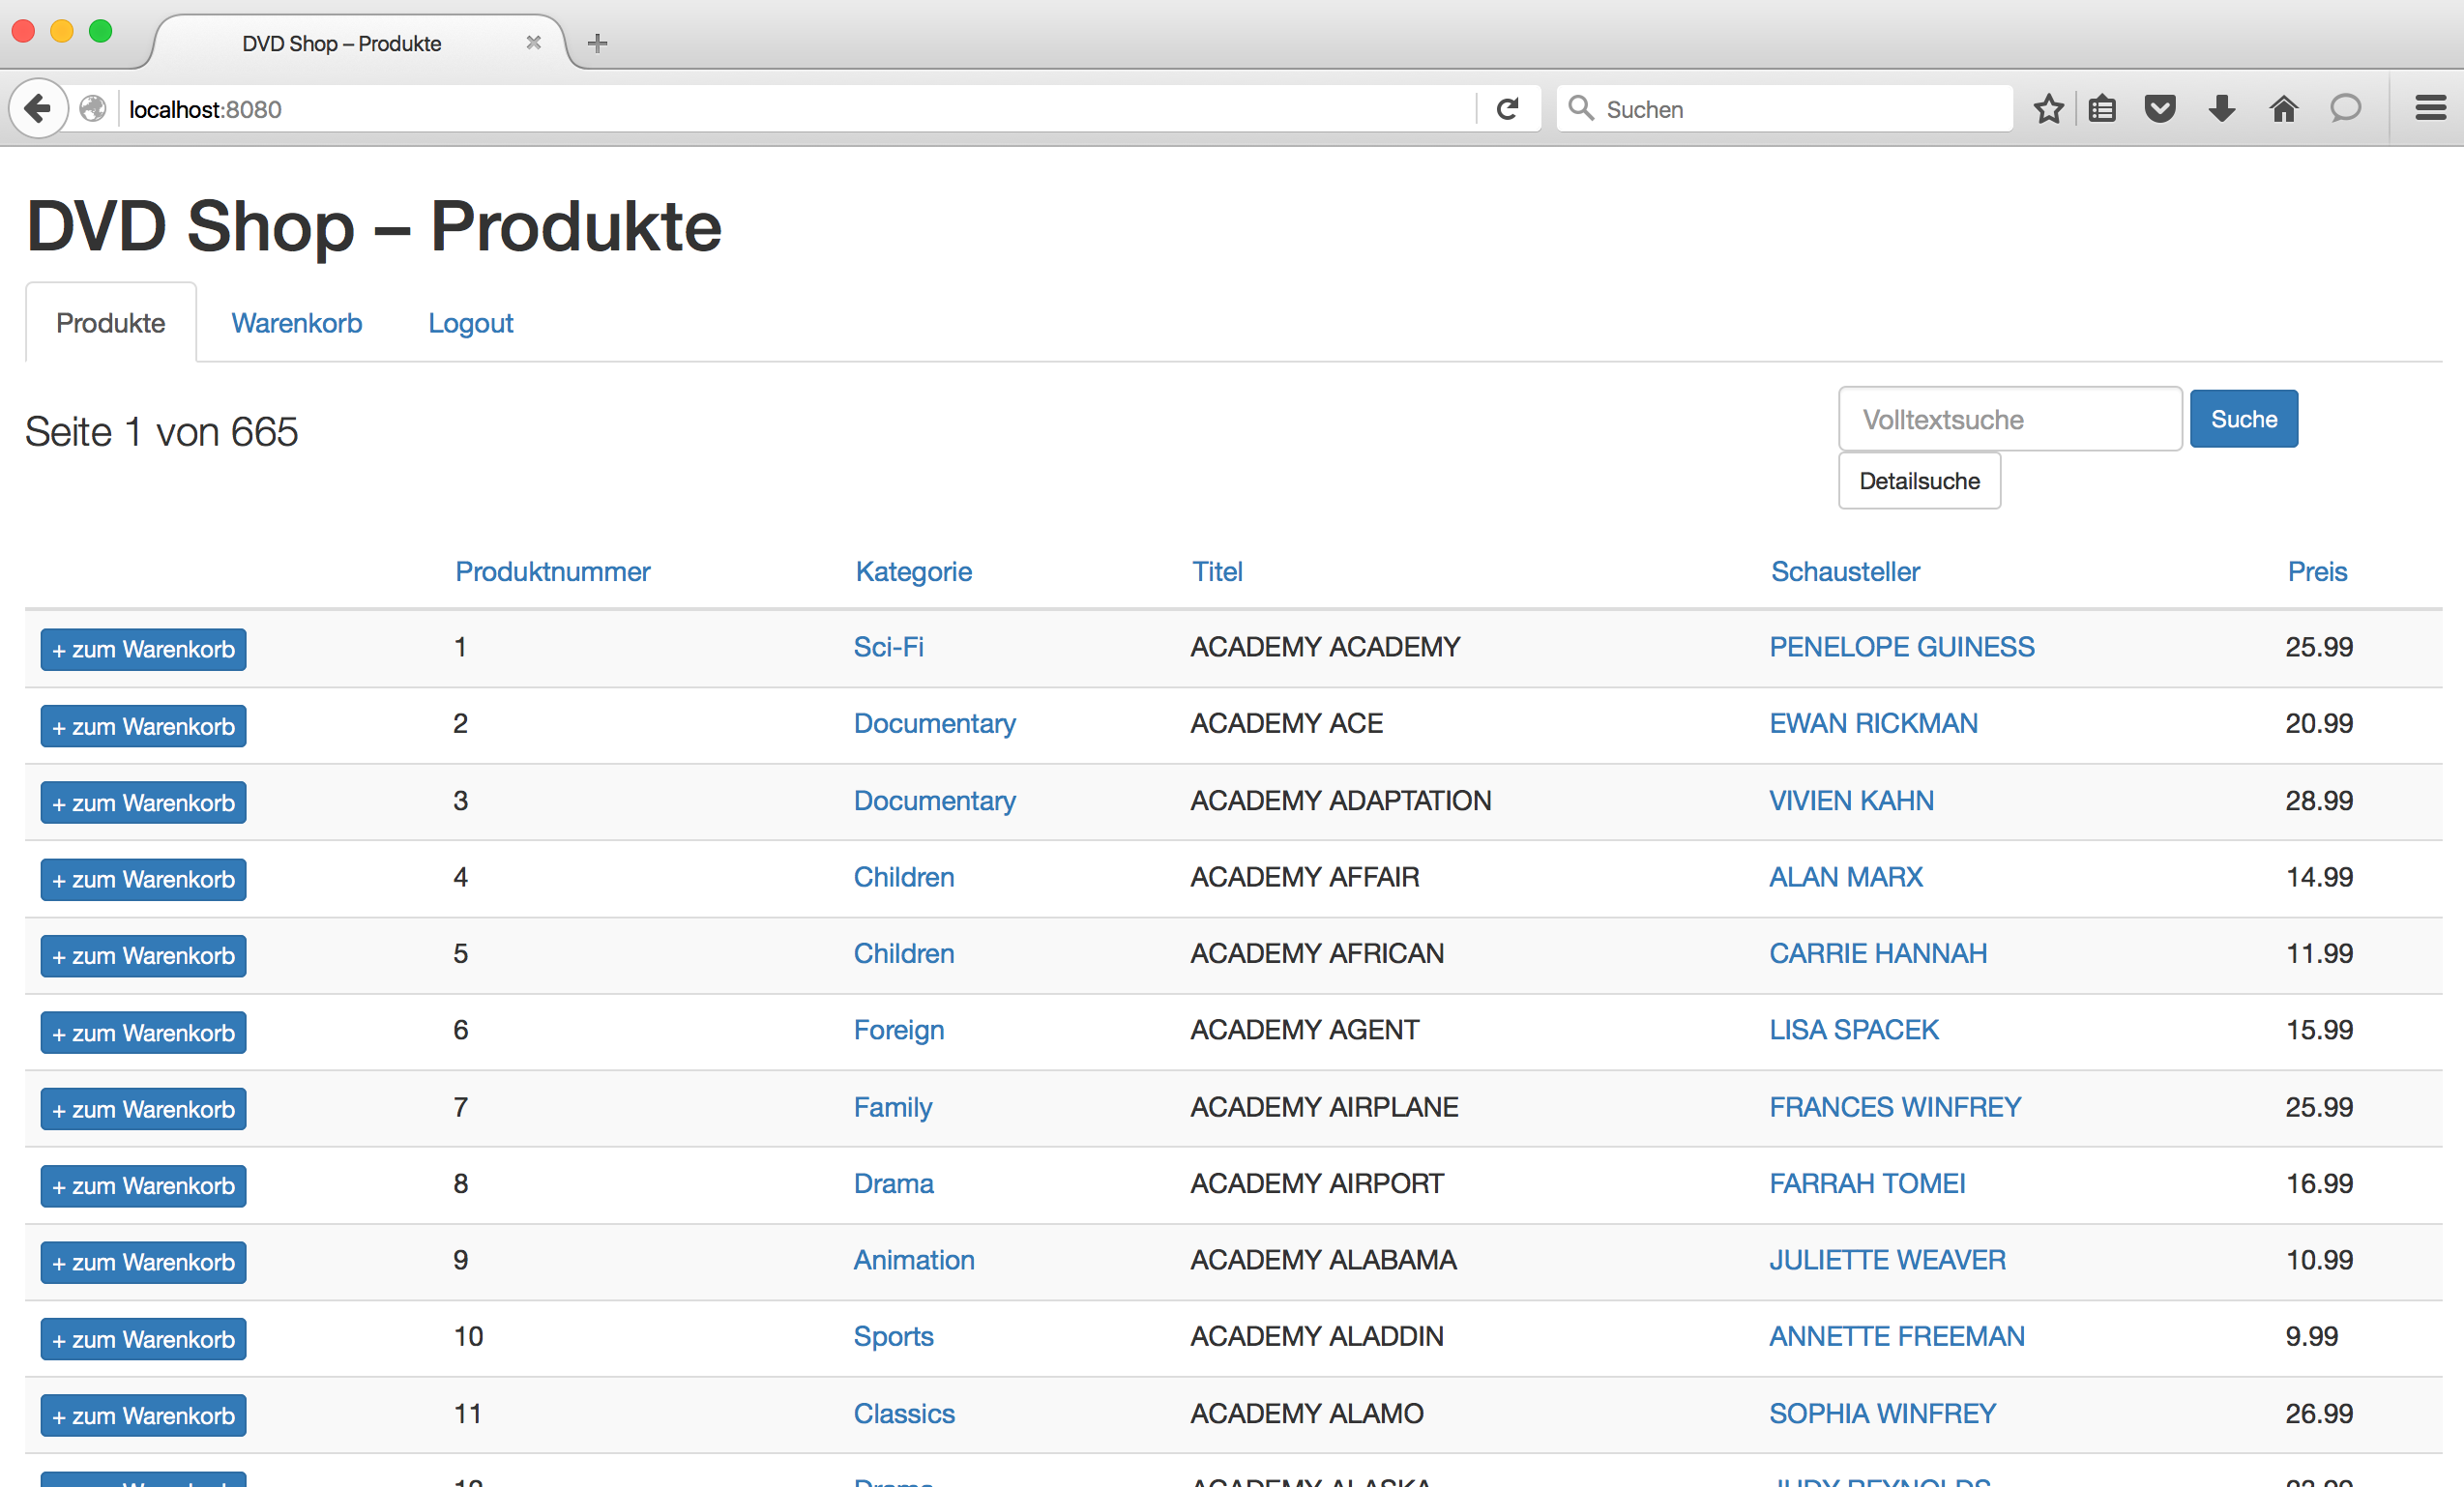 DVD Shop – Produkte
localhost:8080
Suchen
DVD Shop – Produkte
Produkte Warenkorb Logout
Seite 1 von 665
Volltextsuche Suche
Detailsuche
Produktnummer Kategorie Titel Schausteller Preis
+ zum Warenkorb 1 Sci-Fi ACADEMY ACADEMY PENELOPE GUINESS 25.99
+ zum Warenkorb 2 Documentary ACADEMY ACE EWAN RICKMAN 20.99
+ zum Warenkorb 3 Documentary ACADEMY ADAPTATION VIVIEN KAHN 28.99
+ zum Warenkorb 4 Children ACADEMY AFFAIR ALAN MARX 14.99
+ zum Warenkorb 5 Children ACADEMY AFRICAN CARRIE HANNAH 11.99
+ zum Warenkorb 6 Foreign ACADEMY AGENT LISA SPACEK 15.99
+ zum Warenkorb 7 Family ACADEMY AIRPLANE FRANCES WINFREY 25.99
+ zum Warenkorb 8 Drama ACADEMY AIRPORT FARRAH TOMEI 16.99
+ zum Warenkorb 9 Animation ACADEMY ALABAMA JULIETTE WEAVER 10.99
+ zum Warenkorb 10 Sports ACADEMY ALADDIN ANNETTE FREEMAN 9.99
+ zum Warenkorb 11 Classics ACADEMY ALAMO SOPHIA WINFREY 26.99
12 Drama ACADEMY ALASKA JUDY REYNOLDS